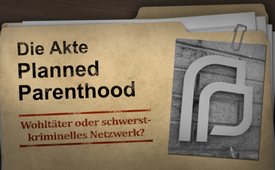 Die Akte
Planned
Parenthood
Wohltäter oder schwerst-
kriminelles Netzwerk?